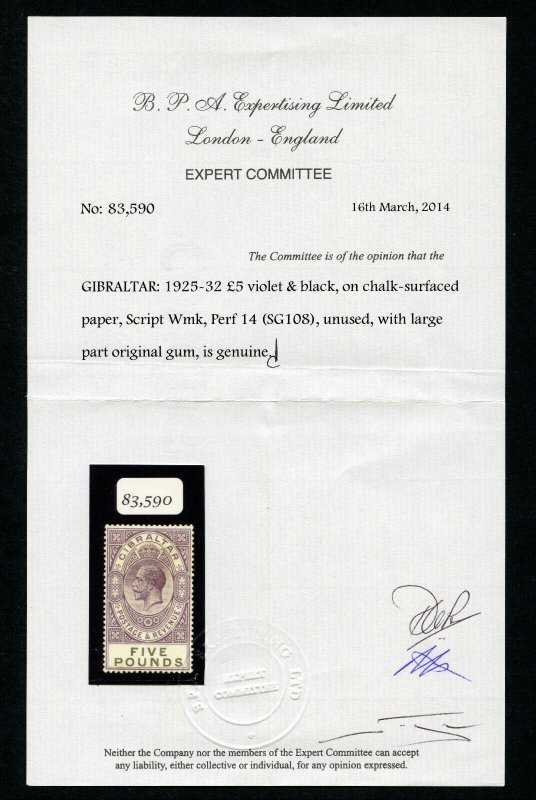 B. P. A. Expertising Limited
London - England
EXPERT COMMITTEE
No: 83,590 16th March, 2014
The Committee is of the opinion that the
GIBRALTAR: 1925-32 £5 violet & black, on chalk-surfaced
paper, Script Wmk, Perf 14 (SG108), unused, with large
part original gum, is genuine.
83,590
GIBRALTAR
POSTAGE & REVENUE
FIVE
POUNDS
EXPERT
COMMITTEE
LTD
Neither the Company nor the members of the Expert Committee can accept
any liability, either collective or individual, for any opinion expressed.